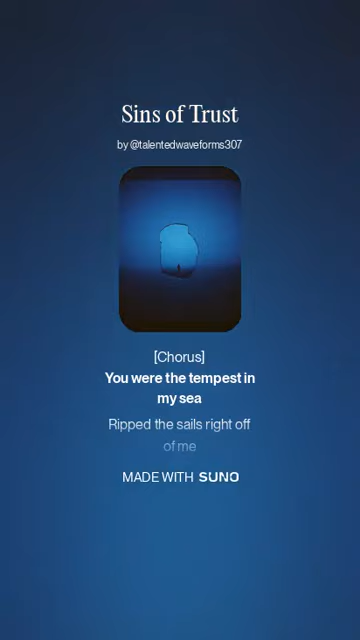 Sins of Trust
by @talentedwaveforms307
[Chorus]
You were the tempest in
my sea
Ripped the sails right off
of me
MADE WITH SUNO